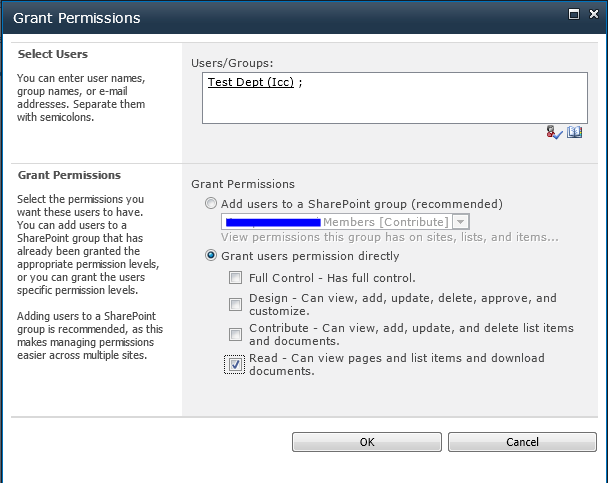 Grant Permissions
Select Users
You can enter user names,
group names, or e-mail
addresses. Separate them
with semicolons.
Users/Groups:
Test Dept (Icc) ;
Grant Permissions
Select the permissions you
want these users to have.
You can add users to a
SharePoint group that has
already been granted the
appropriate permission levels,
or you can grant the users
specific permission levels.
Adding users to a SharePoint
group is recommended, as this
makes managing permissions
easier across multiple sites.
Grant Permissions
Add users to a SharePoint group (recommended)
Members [Contribute]
View permissions this group has on sites, lists, and items...
Grant users permission directly
Full Control - Has full control.
Design - Can view, add, update, delete, approve, and
customize.
Contribute - Can view, add, update, and delete list items
and documents.
Read - Can view pages and list items and download
documents.
OK
Cancel